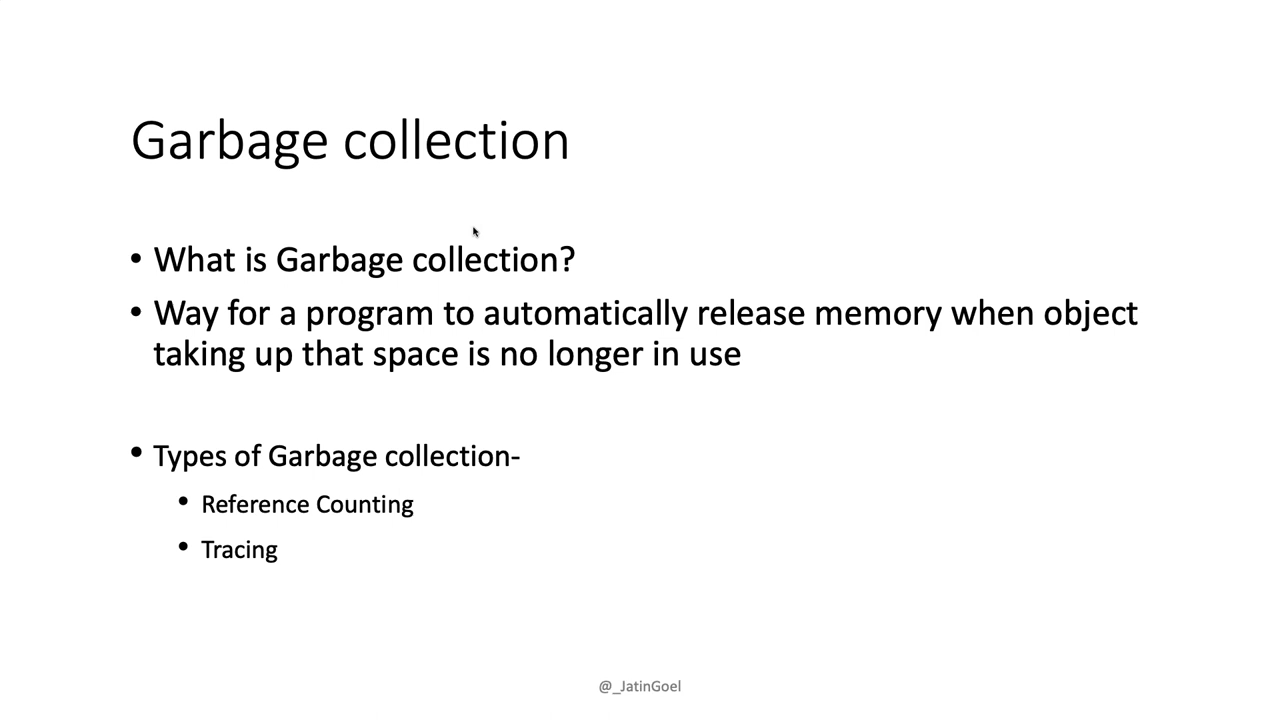 Garbage collection
• What is Garbage collection?
• Way for a program to automatically release memory when object
taking up that space is no longer in use
• Types of Garbage collection-
• Reference Counting
• Tracing
@_JatinGoel